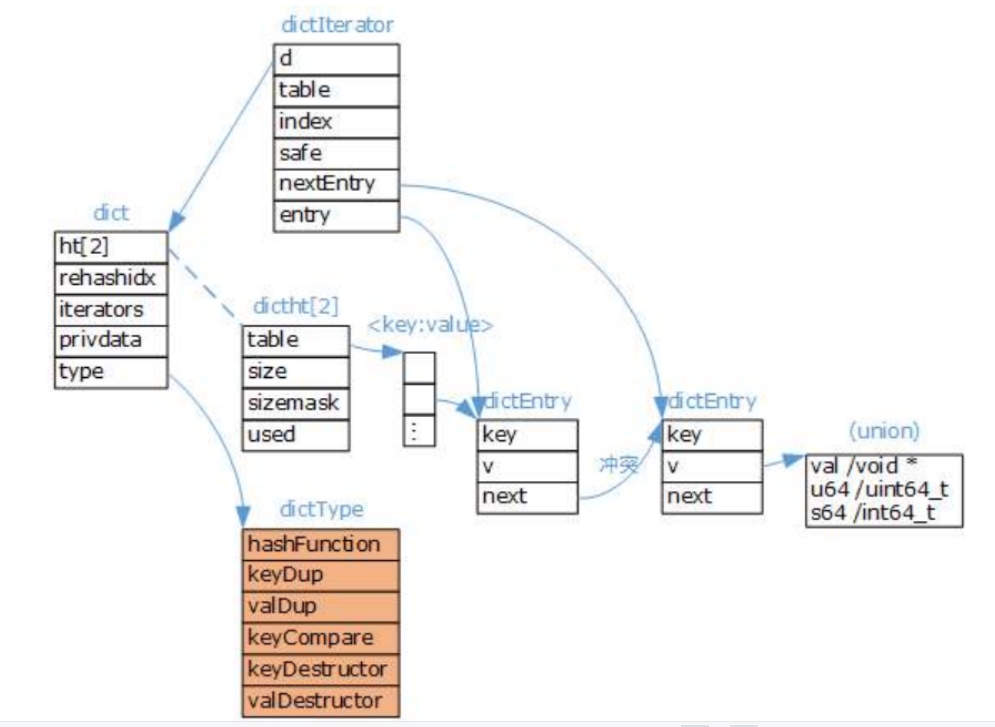 dictIterator
d
table
index
safe
nextEntry
entry
dict
ht[2]
rehashidx
iterators
privdata
type
dictht[2]
table
size
sizemask
used
<key:value>
⋮
dictEntry
key
v
next
冲突
dictEntry
key
v
next
(union)
val /void *
u64 /uint64_t
s64 /int64_t
dictType
hashFunction
keyDup
valDup
keyCompare
keyDestructor
valDestructor